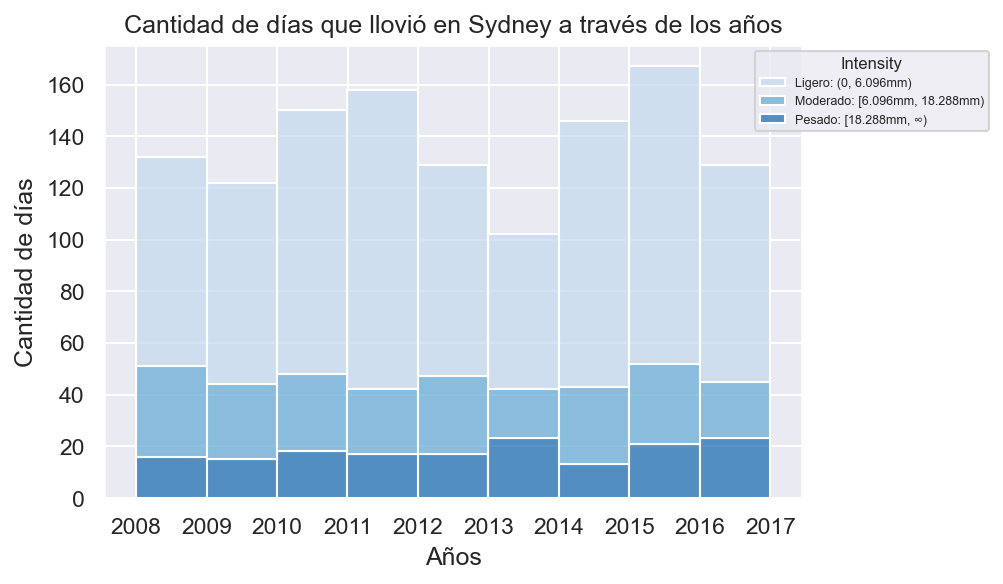 Cantidad de días que llovió en Sydney a través de los años
Intensity
Ligero: (0, 6.096mm)
Moderado: [6.096mm, 18.288mm)
Pesado: [18.288mm, ∞)
Cantidad de días
160
140
120
100
80
60
40
20
0
2008 2009 2010 2011 2012 2013 2014 2015 2016 2017
Años